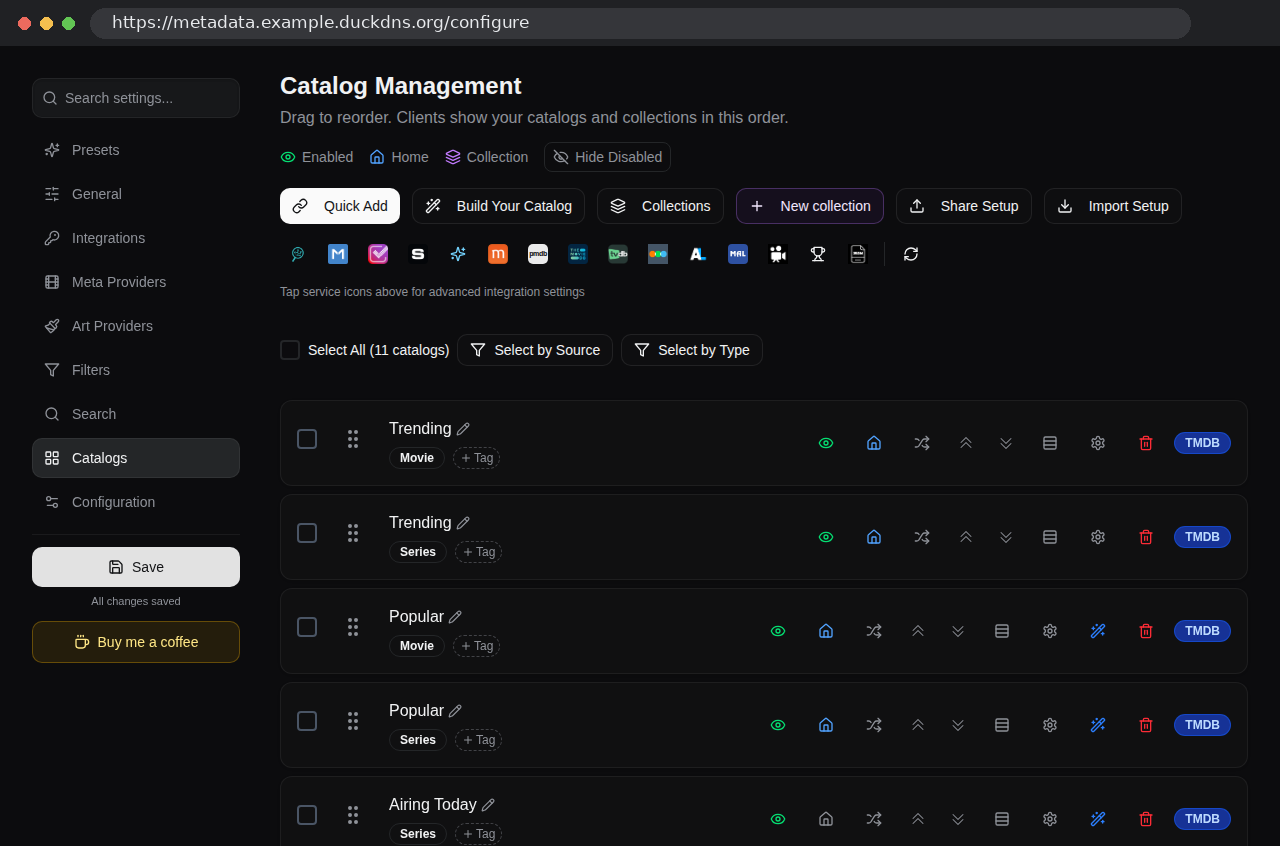 https://metadata.example.duckdns.org/configure
Search settings...
Presets
General
Integrations
Meta Providers
Art Providers
Filters
Search
Catalogs
Configuration
Save
All changes saved
Buy me a coffee
Catalog Management
Drag to reorder. Clients show your catalogs and collections in this order.
Enabled Home Collection Hide Disabled
Quick Add Build Your Catalog Collections New collection Share Setup Import Setup
M S m pmdb tvdb AL MAL
Tap service icons above for advanced integration settings
Select All (11 catalogs) Select by Source Select by Type
Trending
Movie + Tag TMDB
Trending
Series + Tag TMDB
Popular
Movie + Tag TMDB
Popular
Series + Tag TMDB
Airing Today
Series + Tag TMDB